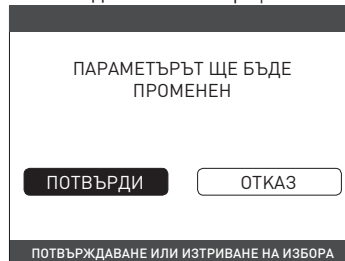 ПАРАМЕТЪРЪТ ЩЕ БЪДЕ
ПРОМЕНЕН
ПОТВЪРДИ
ОТКАЗ
ПОТВЪРЖДАВАНЕ ИЛИ ИЗТРИВАНЕ НА ИЗБОРА